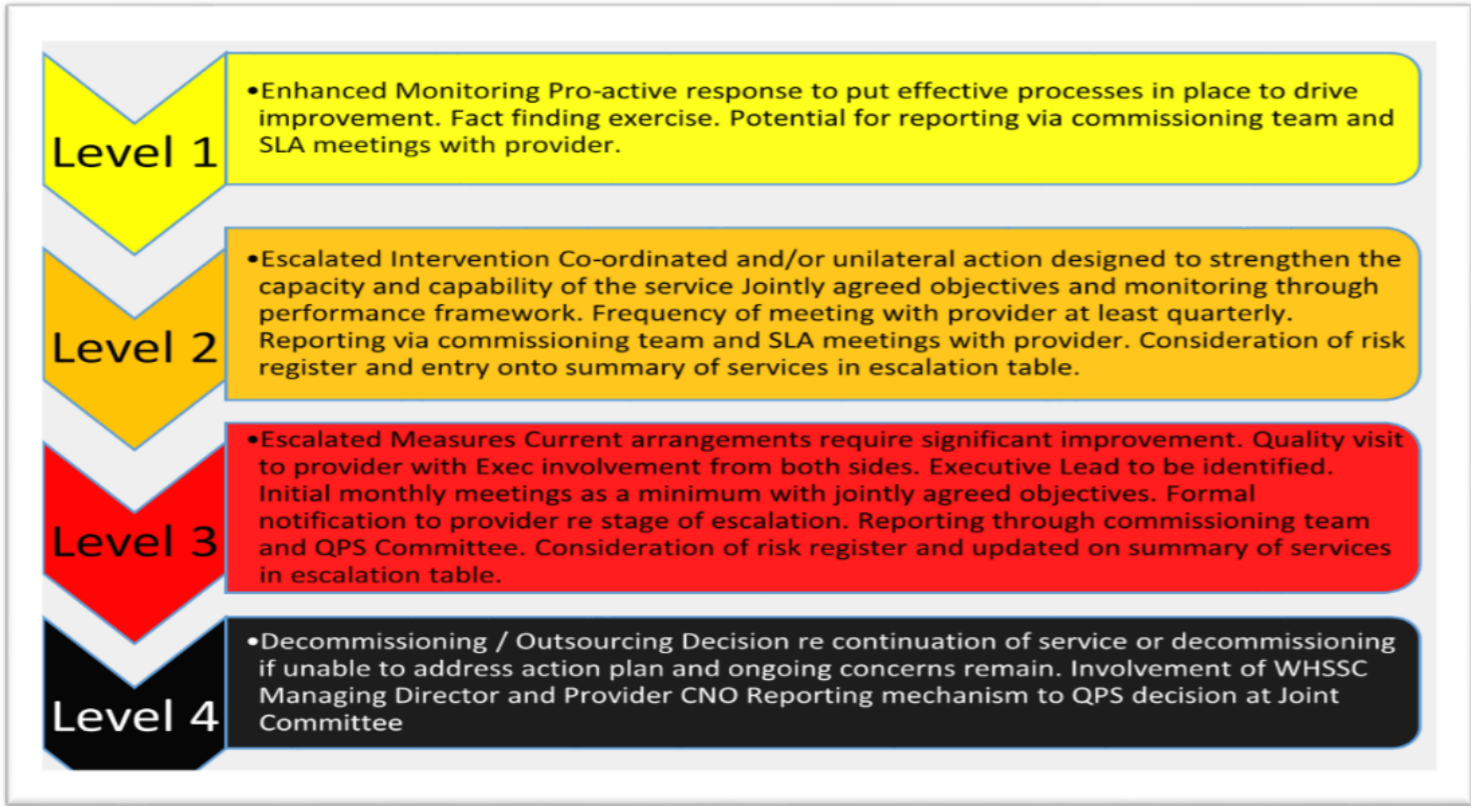 Level 1
•Enhanced Monitoring Pro-active response to put effective processes in place to drive
improvement. Fact finding exercise. Potential for reporting via commissioning team and
SLA meetings with provider.
Level 2
•Escalated Intervention Co-ordinated and/or unilateral action designed to strengthen the
capacity and capability of the service Jointly agreed objectives and monitoring through
performance framework. Frequency of meeting with provider at least quarterly.
Reporting via commissioning team and SLA meetings with provider. Consideration of risk
register and entry onto summary of services in escalation table.
Level 3
•Escalated Measures Current arrangements require significant improvement. Quality visit
to provider with Exec involvement from both sides. Executive Lead to be identified.
Initial monthly meetings as a minimum with jointly agreed objectives. Formal
notification to provider re stage of escalation. Reporting through commissioning team
and QPS Committee. Consideration of risk register and updated on summary of services
in escalation table.
Level 4
•Decommissioning / Outsourcing Decision re continuation of service or decommissioning
if unable to address action plan and ongoing concerns remain. Involvement of WHSSC
Managing Director and Provider CNO Reporting mechanism to QPS decision at Joint
Committee